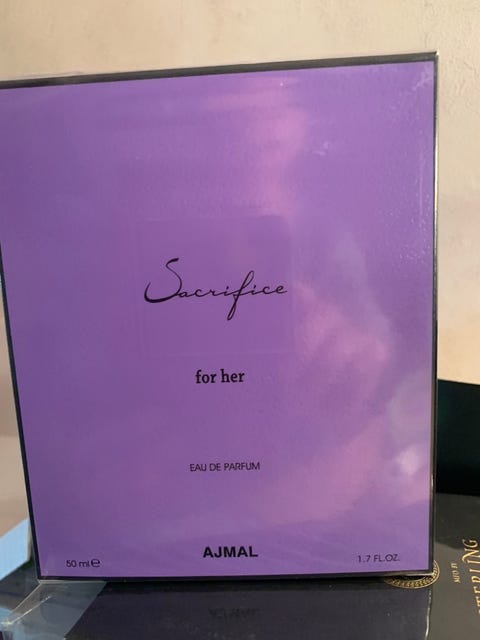 Sacrifice
for her
EAU DE PARFUM
AJMAL
50 ml ℮
1.7 FL.OZ.